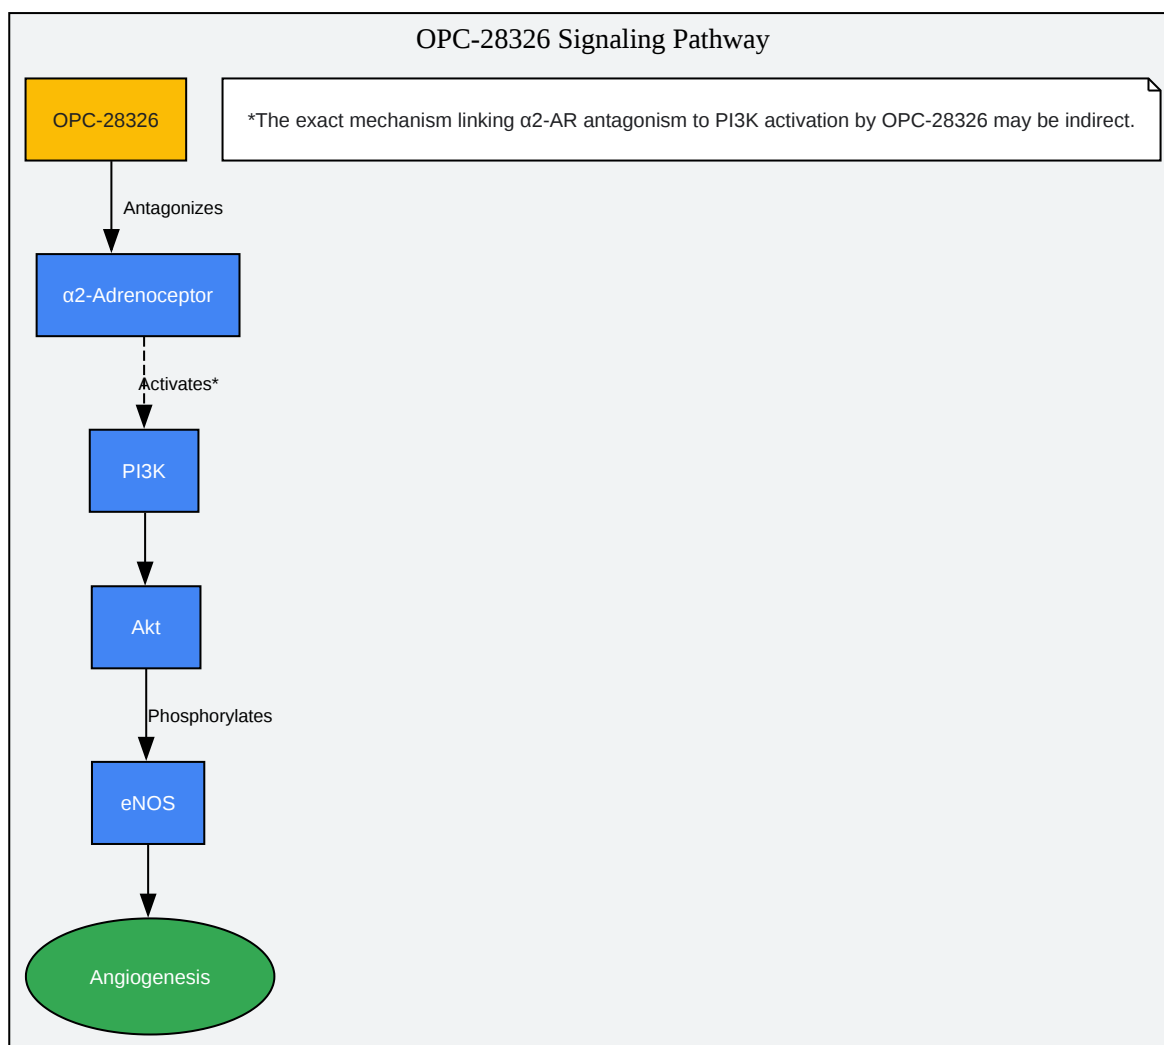 OPC-28326 Signaling Pathway
OPC-28326
*The exact mechanism linking α2-AR antagonism to PI3K activation by OPC-28326 may be indirect.
Antagonizes
α2-Adrenoceptor
Activates*
PI3K
Akt
Phosphorylates
eNOS
Angiogenesis